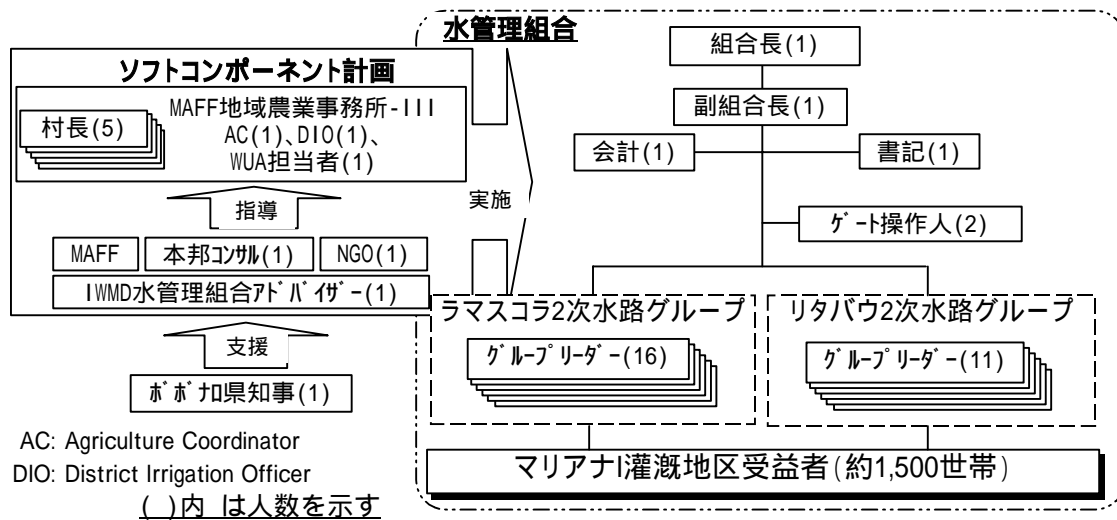 水管理組合
組合長(1)
副組合長(1)
会計(1)
書記(1)
ゲート操作人(2)
ラマスコラ2次水路グループ
グループリーダー(16)
リタバウ2次水路グループ
グループリーダー(11)
マリアナI灌漑地区受益者(約1,500世帯)
ソフトコンポーネント計画
村長(5)
MAFF地域農業事務所-III
AC(1)、DIO(1)、
WUA担当者(1)
指導
実施
MAFF
本邦コンサル(1)
NGO(1)
IWMD水管理組合アドバイザー(1)
支援
ボボナロ県知事(1)
AC: Agriculture Coordinator
DIO: District Irrigation Officer
( )内 は人数を示す